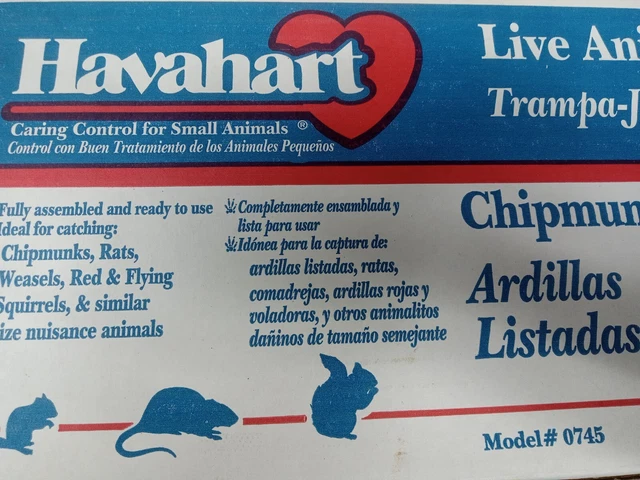 Havahart
Caring Control for Small Animals ®
Control con Buen Tratamiento de los Animales Pequeños
Live Ani
Trampa-J
Fully assembled and ready to use
Ideal for catching:
Chipmunks, Rats,
Weasels, Red & Flying
Squirrels, & similar
ize nuisance animals
Completamente ensamblada y
lista para usar
Idónea para la captura de:
ardillas listadas, ratas,
comadrejas, ardillas rojas y
voladoras, y otros animalitos
dañinos de tamaño semejante
Chipmun
Ardillas
Listadas
Model# 0745